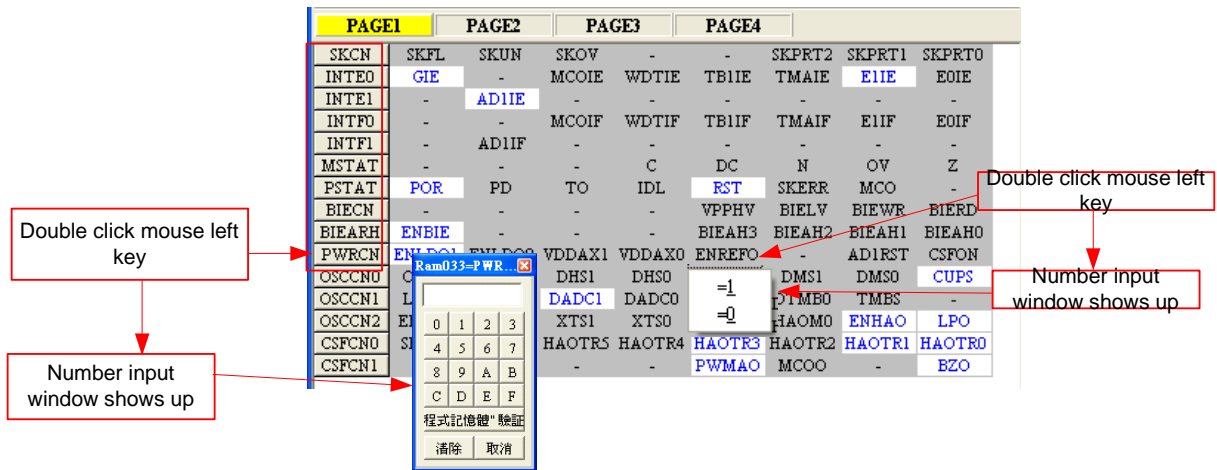 PAGE1 PAGE2 PAGE3 PAGE4
SKCN SKFL SKUN SKOV - - SKPRT2 SKPRT1 SKPRT0
INTE0 GIE - MCOIE WDTIE TB1IE TMAIE E1IE E0IE
INTE1 - AD1IE - - - - - -
INTF0 - - MCOIF WDTIF TB1IF TMAIF E1IF E0IF
INTF1 - AD1IF - - - - - -
MSTAT - - - C DC N OV Z
PSTAT POR PD TO IDL RST SKERR MCO -
BIECN - - - - VPPHV BIELV BIEWR BIERD
BIEARH ENBIE - - - BIEAH3 BIEAH2 BIEAH1 BIEAH0
PWRCN VDDAX1 VDDAX0 ENREFO - AD1RST CSFON
OSCCN0 DHS1 DHS0 DMS1 DMS0 CUPS
OSCCN1 DADC1 DADC0 DTMB0 TMBS -
OSCCN2 XTS1 XTS0 HAOM0 ENHAO LPO
CSFCN0 HAOTR5 HAOTR4 HAOTR3 HAOTR2 HAOTR1 HAOTR0
CSFCN1 - - PWMAO MCOO - BZO
Double click mouse left
key
Number input
window shows up
Ram033=PWR...
0 1 2 3
4 5 6 7
8 9 A B
C D E F
程式記憶體" 驗証
清除 取消
=1
=0
Double click mouse left
key
Number input
window shows up